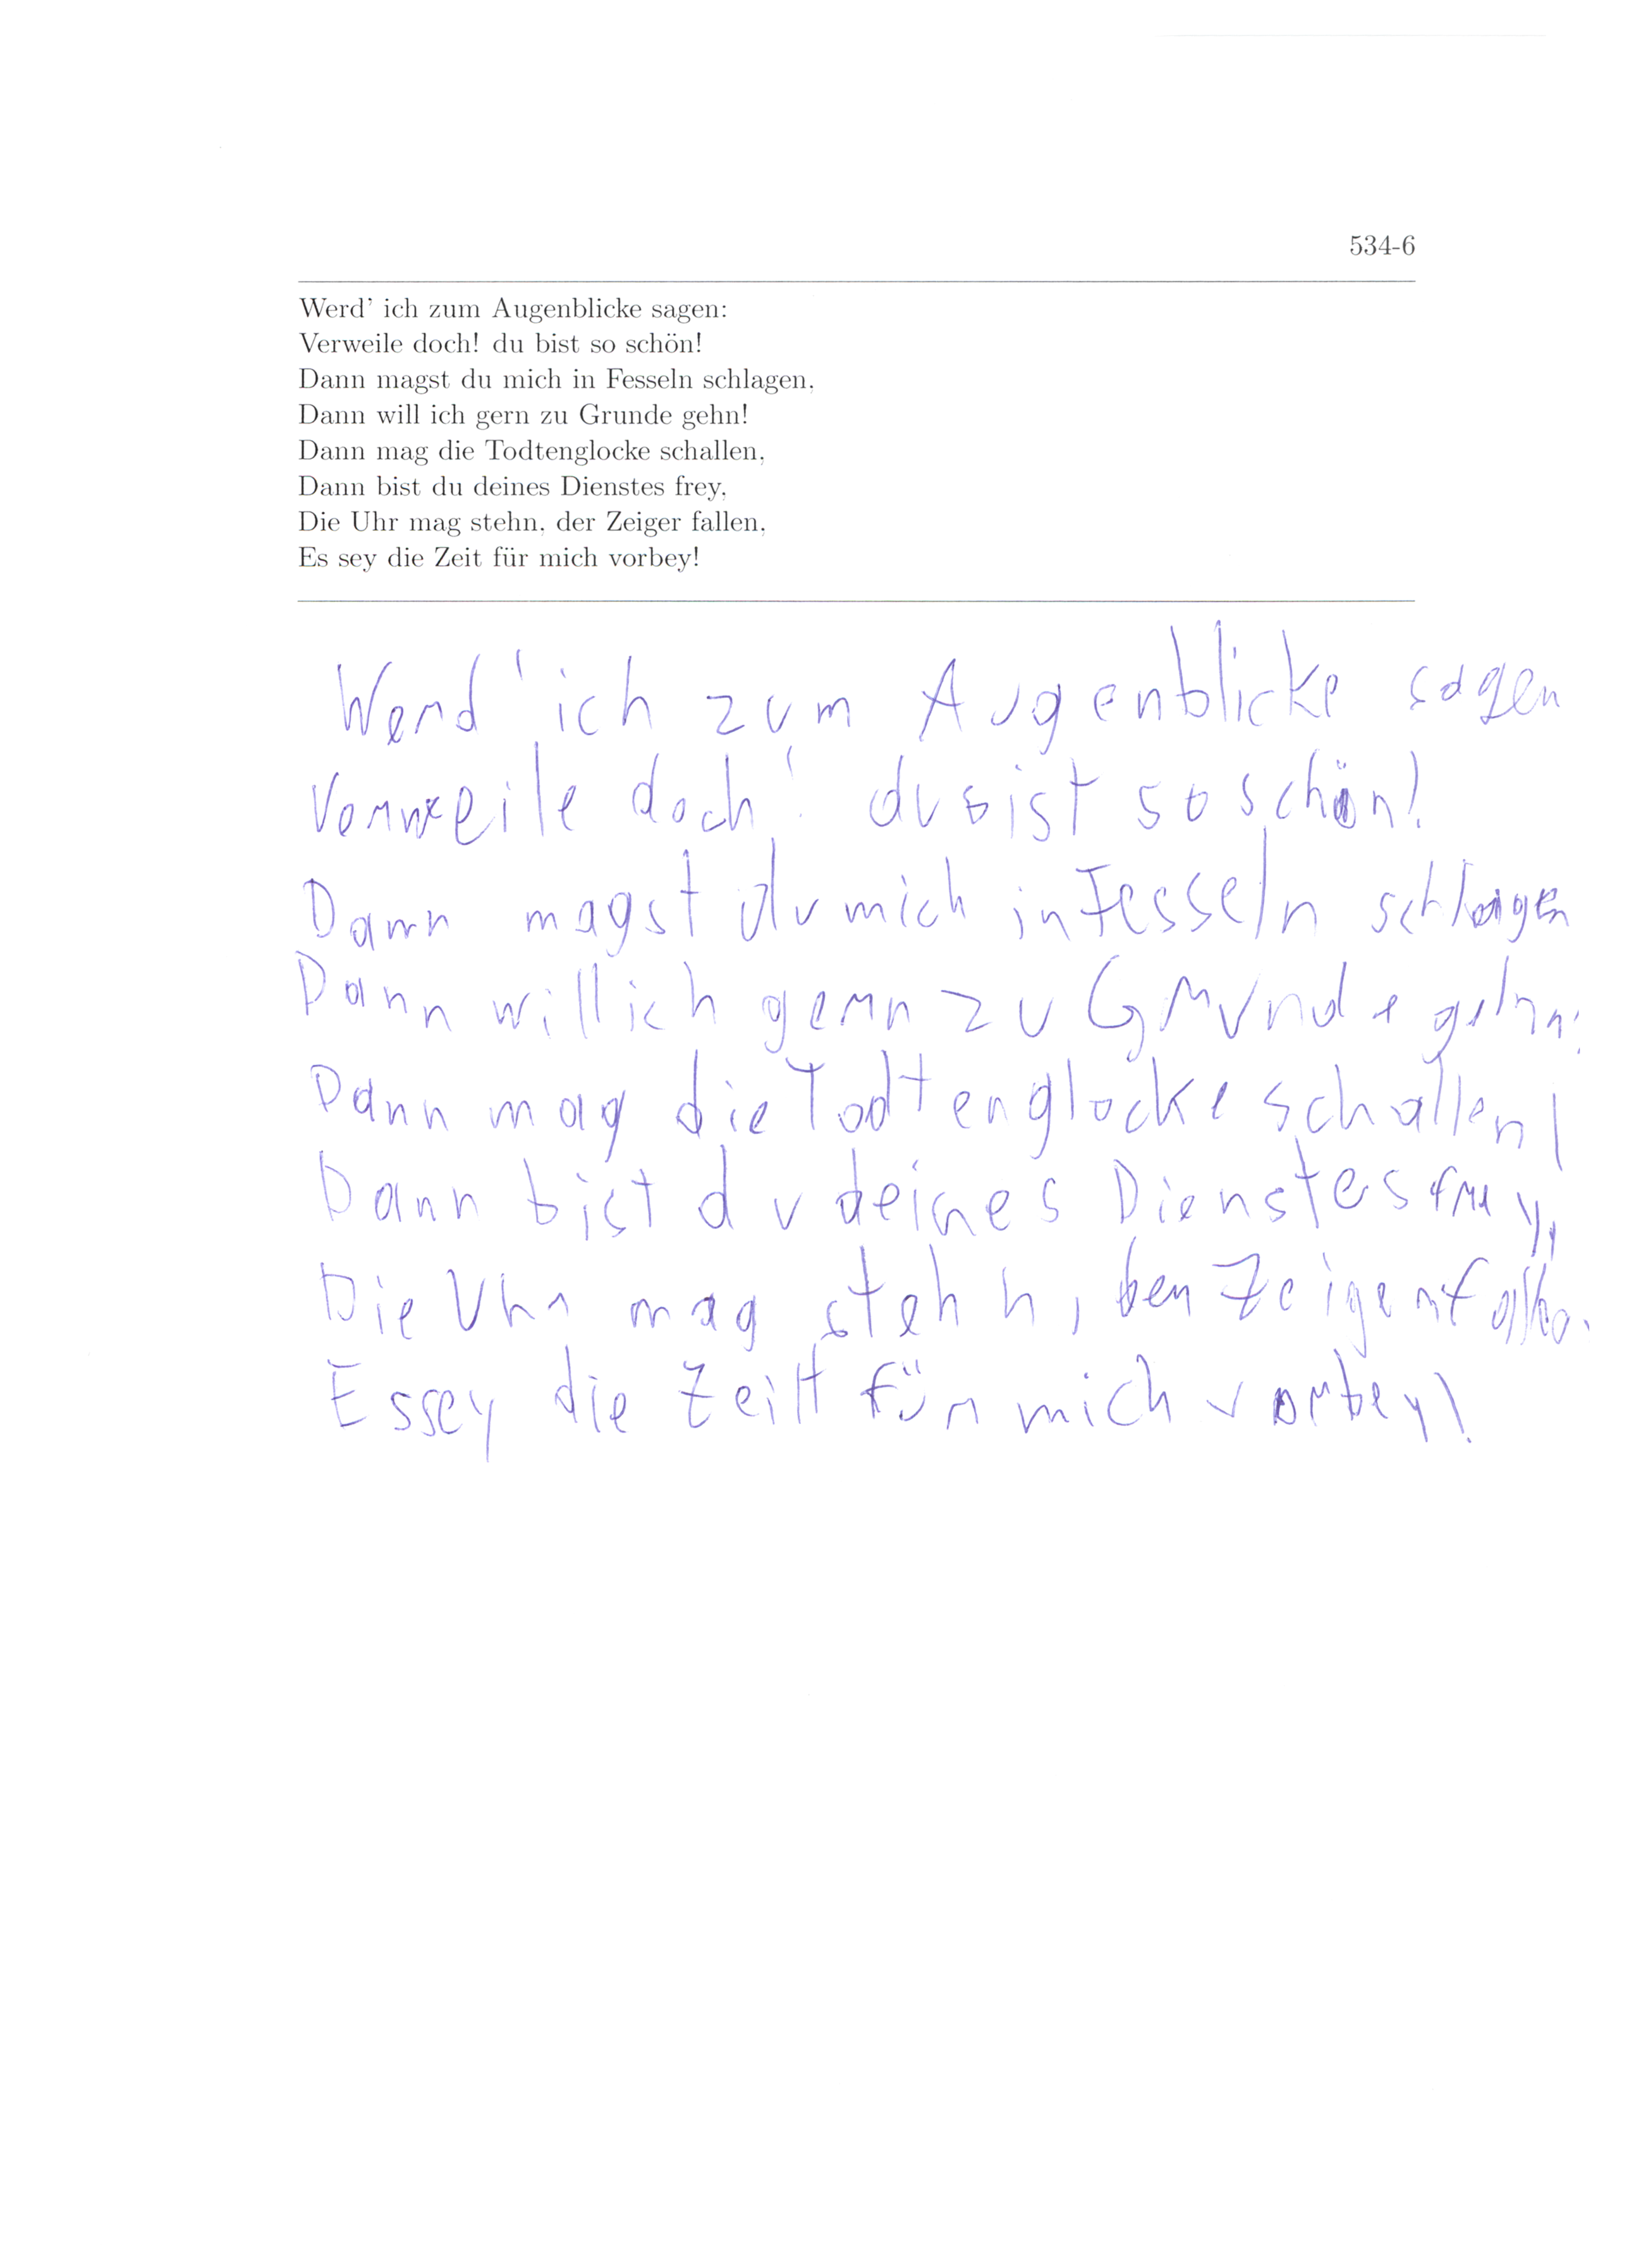 534-6
Werd' ich zum Augenblicke sagen:
Verweile doch! du bist so schön!
Dann magst du mich in Fesseln schlagen,
Dann will ich gern zu Grunde gehn!
Dann mag die Todtenglocke schallen,
Dann bist du deines Dienstes frey,
Die Uhr mag stehn, der Zeiger fallen,
Es sey die Zeit für mich vorbey!
Werd' ich zum Augenblicke sagen
Verweile doch! du bist so schön!
Dann magst du mich in Fesseln schlagen
Dann will ich gern zu Grunde gehn!
Dann mag die Todtenglocke schallen,
Dann bist du deines Dienstes frey,
Die Uhr mag stehn, der Zeiger fallen.
Es sey die Zeit für mich vorbey!